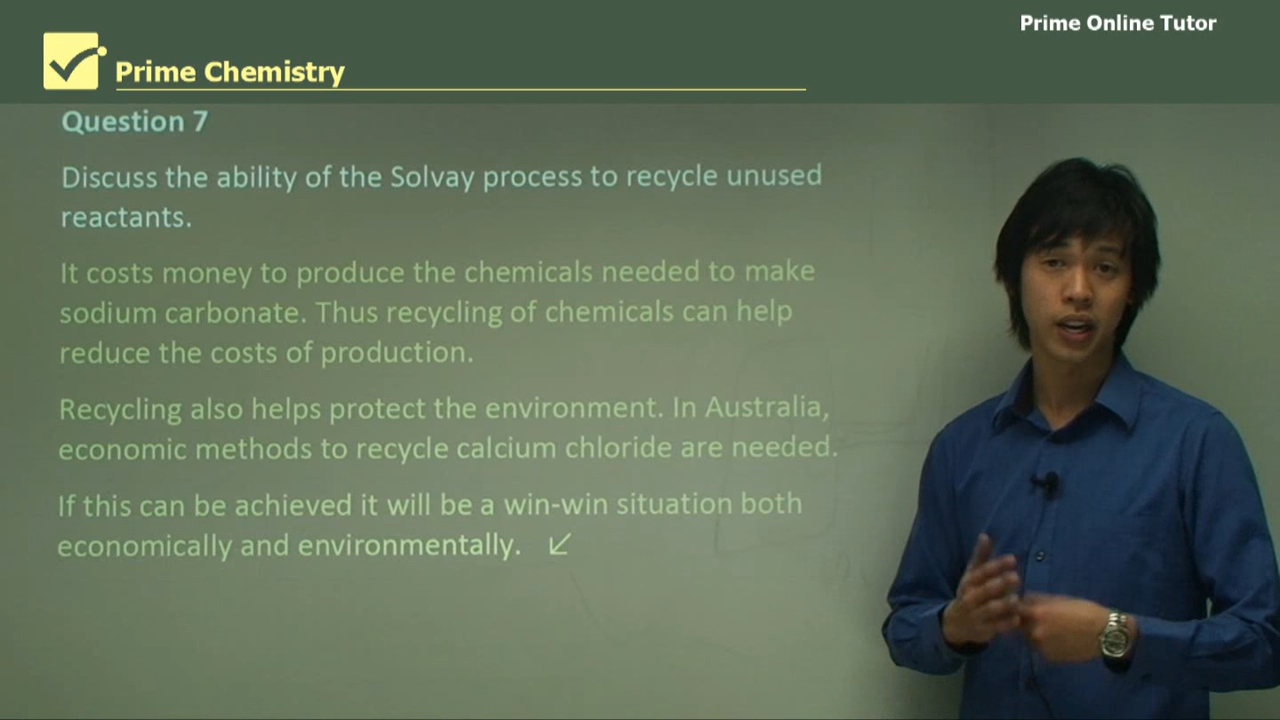 Prime Online Tutor
Prime Chemistry
Question 7
Discuss the ability of the Solvay process to recycle unused
reactants.
It costs money to produce the chemicals needed to make
sodium carbonate. Thus recycling of chemicals can help
reduce the costs of production.
Recycling also helps protect the environment. In Australia,
economic methods to recycle calcium chloride are needed.
If this can be achieved it will be a win-win situation both
economically and environmentally.